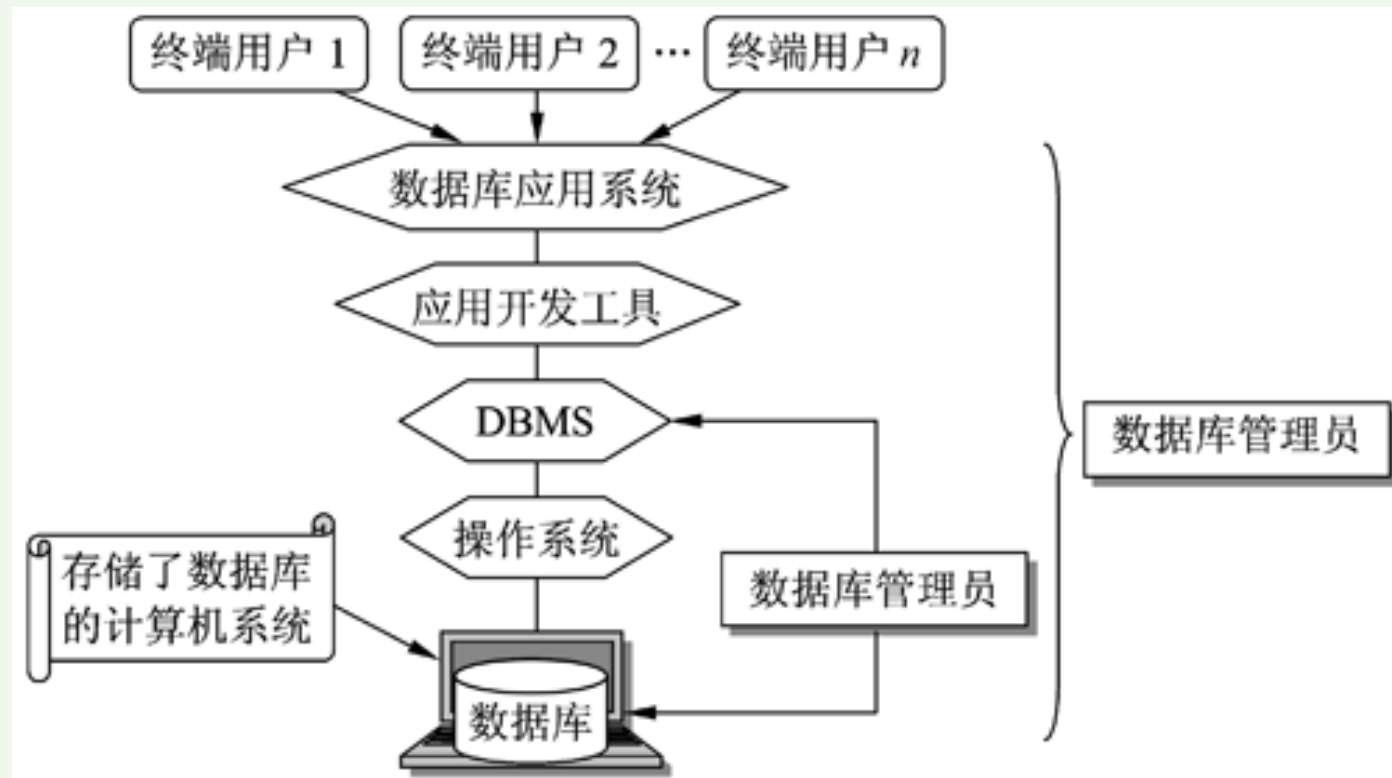 终端用户 1
终端用户 2
…
终端用户 n
数据库应用系统
应用开发工具
DBMS
数据库管理员
操作系统
存储了数据库
的计算机系统
数据库管理员
数据库